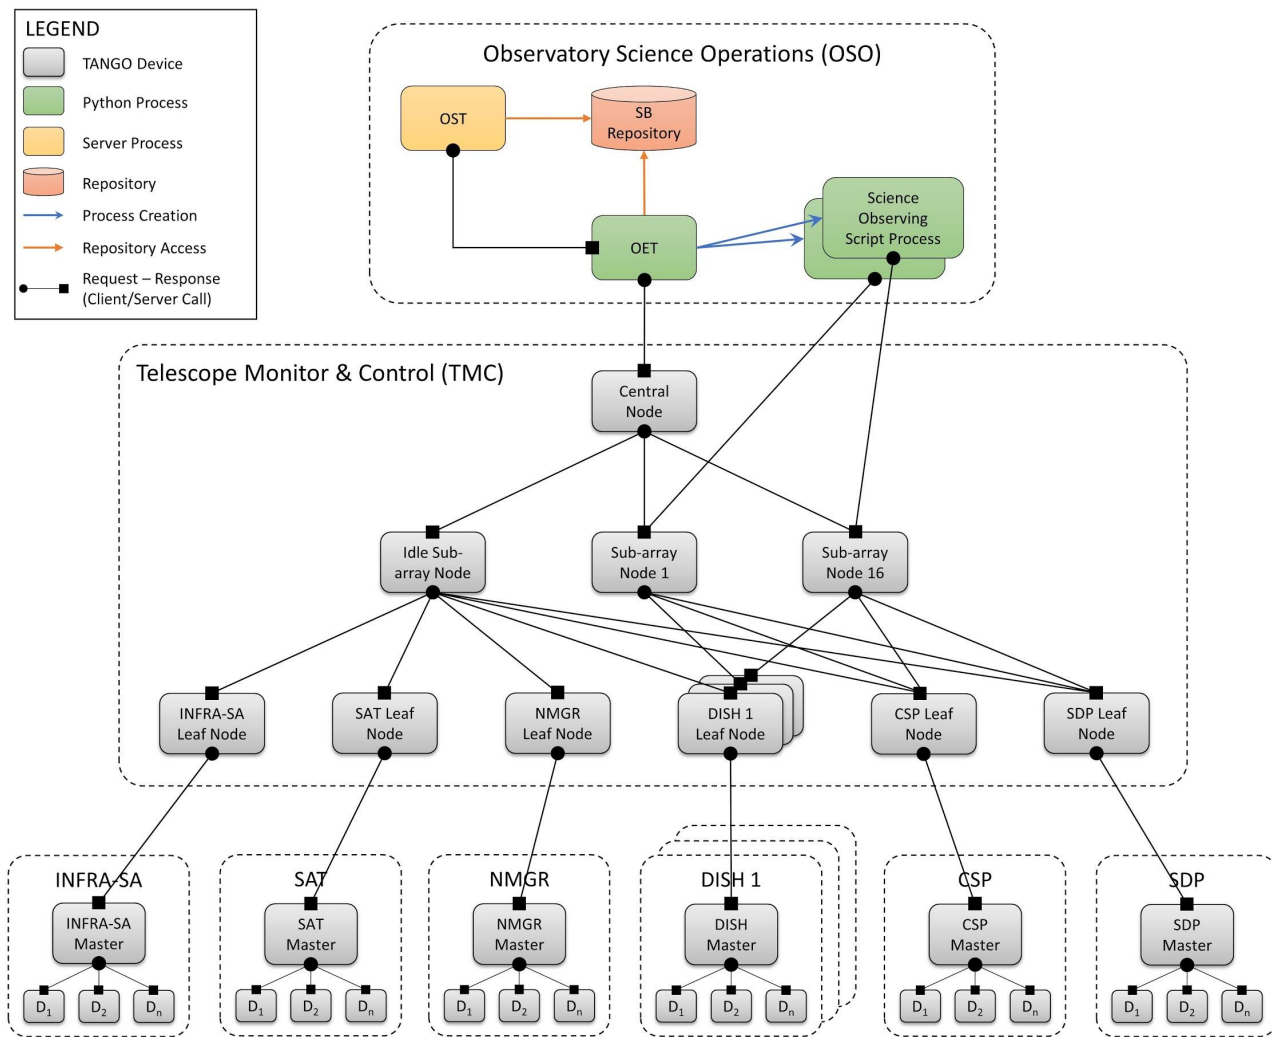 LEGEND
TANGO Device
Python Process
Server Process
Repository
Process Creation
Repository Access
Request – Response
(Client/Server Call)
Observatory Science Operations (OSO)
OST
SB
Repository
OET
Science
Observing
Script Process
Telescope Monitor & Control (TMC)
Central
Node
Idle Sub-
array Node
Sub-array
Node 1
Sub-array
Node 16
INFRA-SA
Leaf Node
SAT Leaf
Node
NMGR
Leaf Node
DISH 1
Leaf Node
CSP Leaf
Node
SDP Leaf
Node
INFRA-SA
INFRA-SA
Master
D1
D2
Dn
SAT
SAT
Master
D1
D2
Dn
NMGR
NMGR
Master
D1
D2
Dn
DISH 1
DISH
Master
D1
D2
Dn
CSP
CSP
Master
D1
D2
Dn
SDP
SDP
Master
D1
D2
Dn